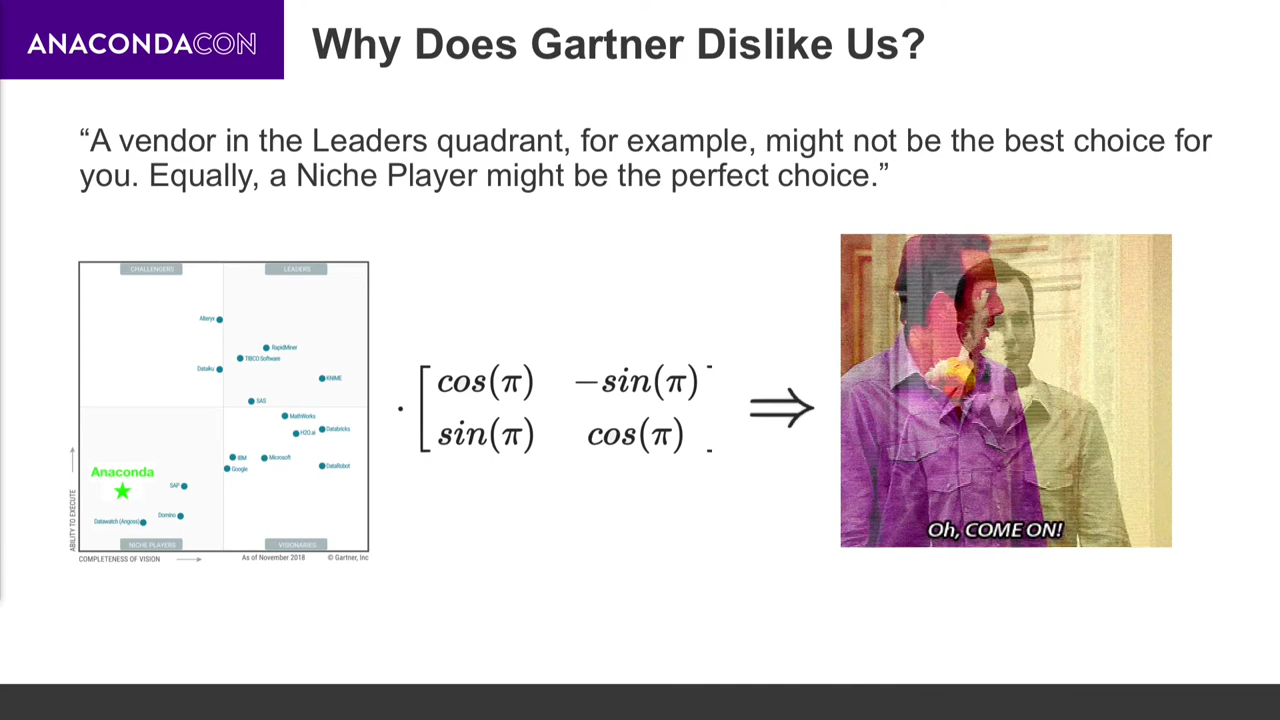 ANACONDACON
Why Does Gartner Dislike Us?
“A vendor in the Leaders quadrant, for example, might not be the best choice for
you. Equally, a Niche Player might be the perfect choice.”
CHALLENGERS
LEADERS
Alteryx
RapidMiner
TIBCO Software
Dataiku
KNIME
SAS
MathWorks
Databricks
H2O.ai
IBM
Microsoft
Google
DataRobot
Anaconda
SAP
Domino
Datawatch (Angoss)
NICHE PLAYERS
VISIONARIES
ABILITY TO EXECUTE
COMPLETENESS OF VISION
As of November 2018
© Gartner, Inc
· [ cos(π) −sin(π) ]
sin(π) cos(π)
⇒
Oh, COME ON!